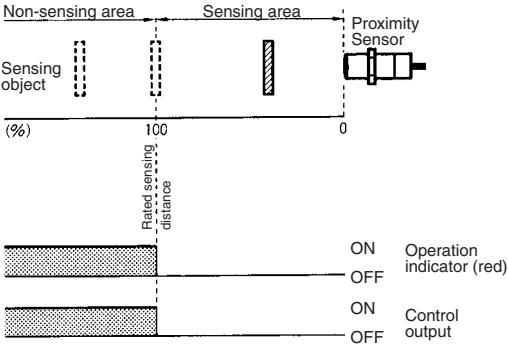 Non-sensing area
Sensing area
Proximity
Sensor
Sensing
object
(%)
100
0
Rated sensing
distance
ON
OFF
Operation
indicator (red)
ON
OFF
Control
output